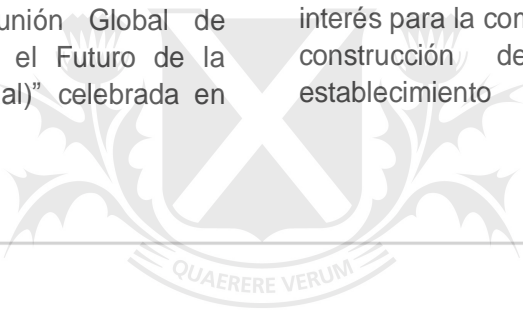 unión Global de
el Futuro de la
al)” celebrada en
interés para la con
construcción de
establecimiento
QUAERERE VERUM